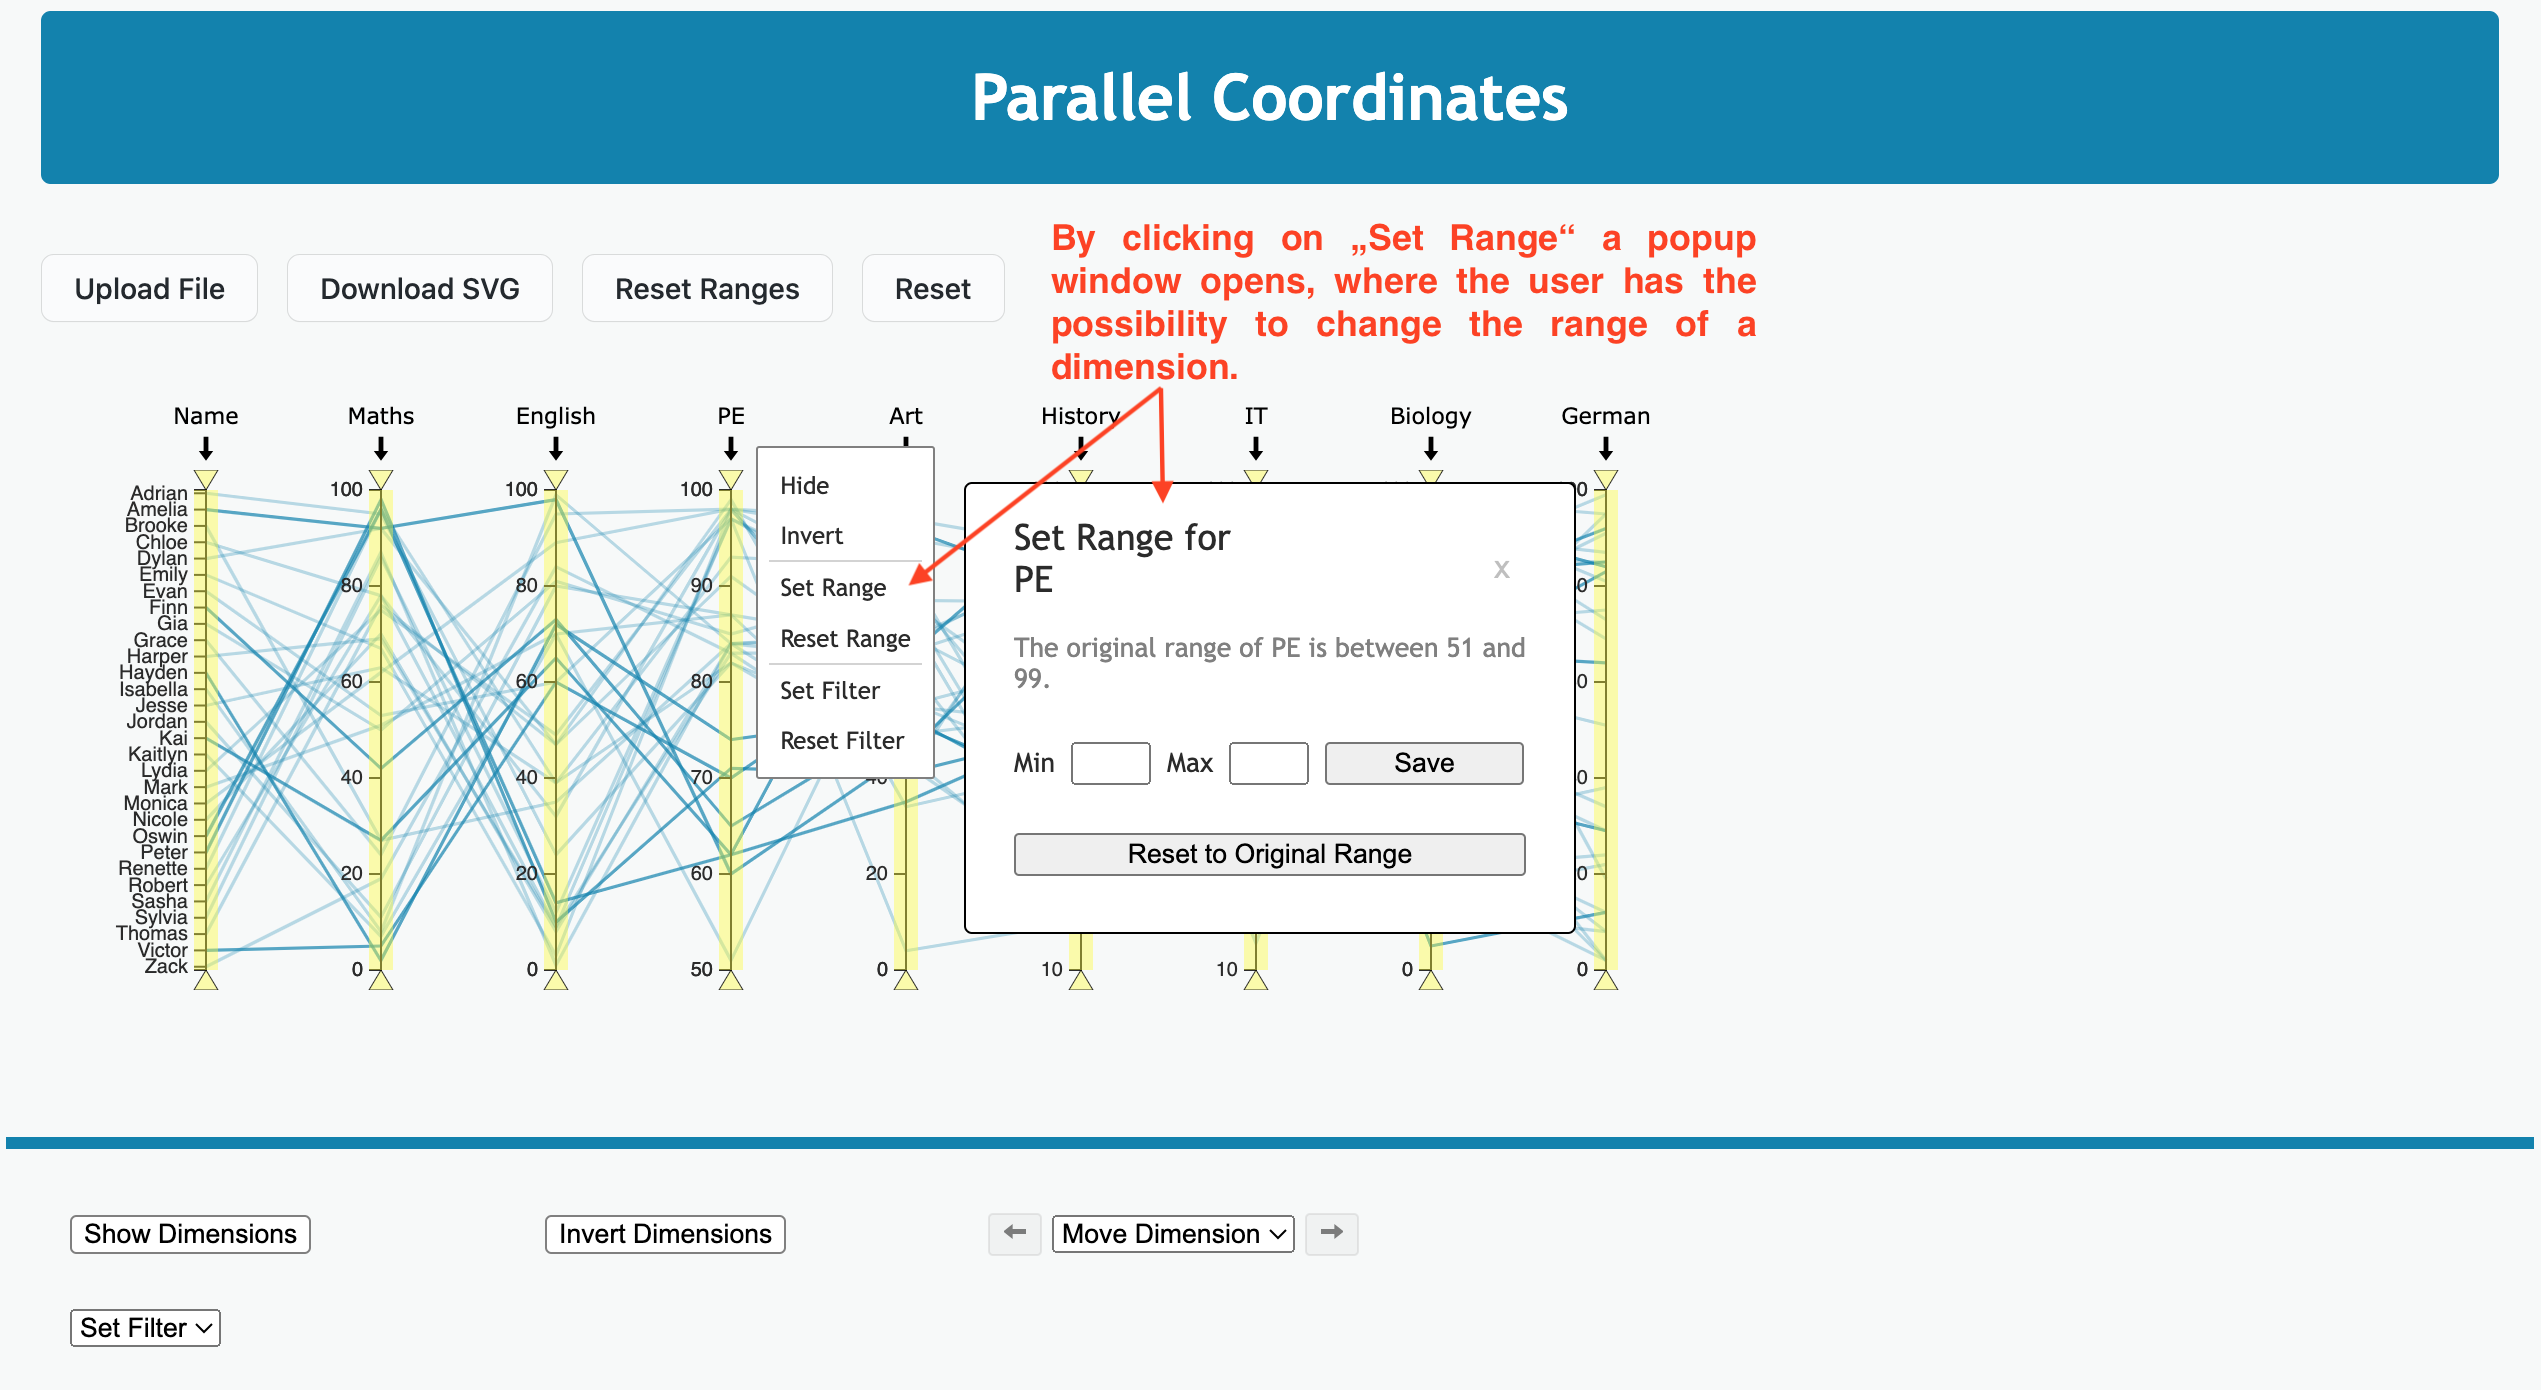 Parallel Coordinates
Upload File
Download SVG
Reset Ranges
Reset
By clicking on „Set Range“ a popup
window opens, where the user has the
possibility to change the range of a
dimension.
Name
Maths
English
PE
Art
History
IT
Biology
German
Adrian
Amelia
Brooke
Chloe
Dylan
Emily
Evan
Finn
Gia
Grace
Harper
Hayden
Isabella
Jesse
Jordan
Kai
Kaitlyn
Lydia
Mark
Monica
Nicole
Oswin
Peter
Renette
Robert
Sasha
Sylvia
Thomas
Victor
Zack
100
80
60
40
20
0
100
80
60
40
20
0
100
90
80
70
60
50
20
0
10
10
0
0
Hide
Invert
Set Range
Reset Range
Set Filter
Reset Filter
Set Range for
PE
x
The original range of PE is between 51 and
99.
Min
Max
Save
Reset to Original Range
Show Dimensions
Invert Dimensions
Move Dimension
Set Filter